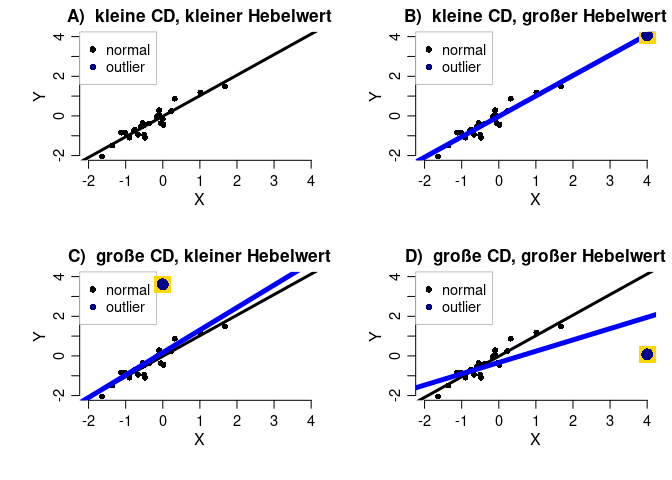 A)  kleine CD, kleiner Hebelwert
4
2
0
-2
Y
normal
outlier
-2 -1 0 1 2 3 4
X
B)  kleine CD, großer Hebelwert
4
2
0
-2
Y
normal
outlier
-2 -1 0 1 2 3 4
X
C)  große CD, kleiner Hebelwert
4
2
0
-2
Y
normal
outlier
-2 -1 0 1 2 3 4
X
D)  große CD, großer Hebelwert
4
2
0
-2
Y
normal
outlier
-2 -1 0 1 2 3 4
X